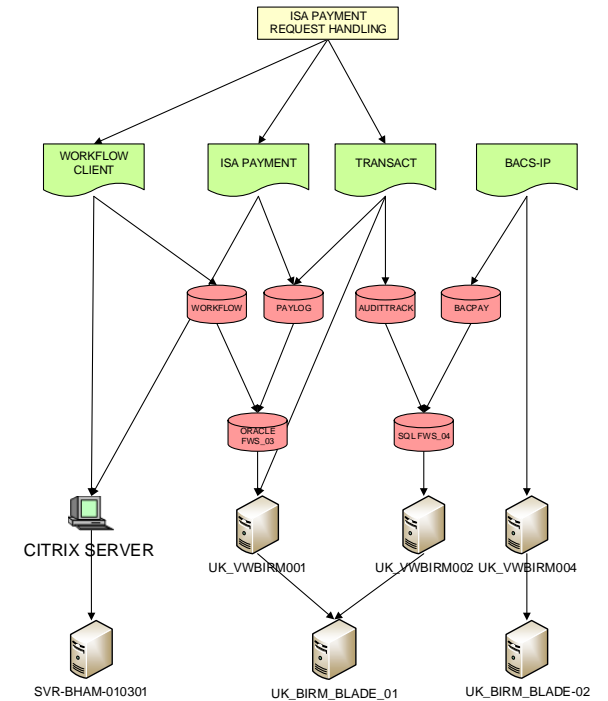 ISA PAYMENT
REQUEST HANDLING
WORKFLOW
CLIENT
ISA PAYMENT
TRANSACT
BACS-IP
WORKFLOW
PAYLOG
AUDITTRACK
BACPAY
ORACLE
FWS_03
SQL FWS_04
CITRIX SERVER
UK_VWBIRM001
UK_VWBIRM002
UK_VWBIRM004
SVR-BHAM-010301
UK_BIRM_BLADE_01
UK_BIRM_BLADE-02